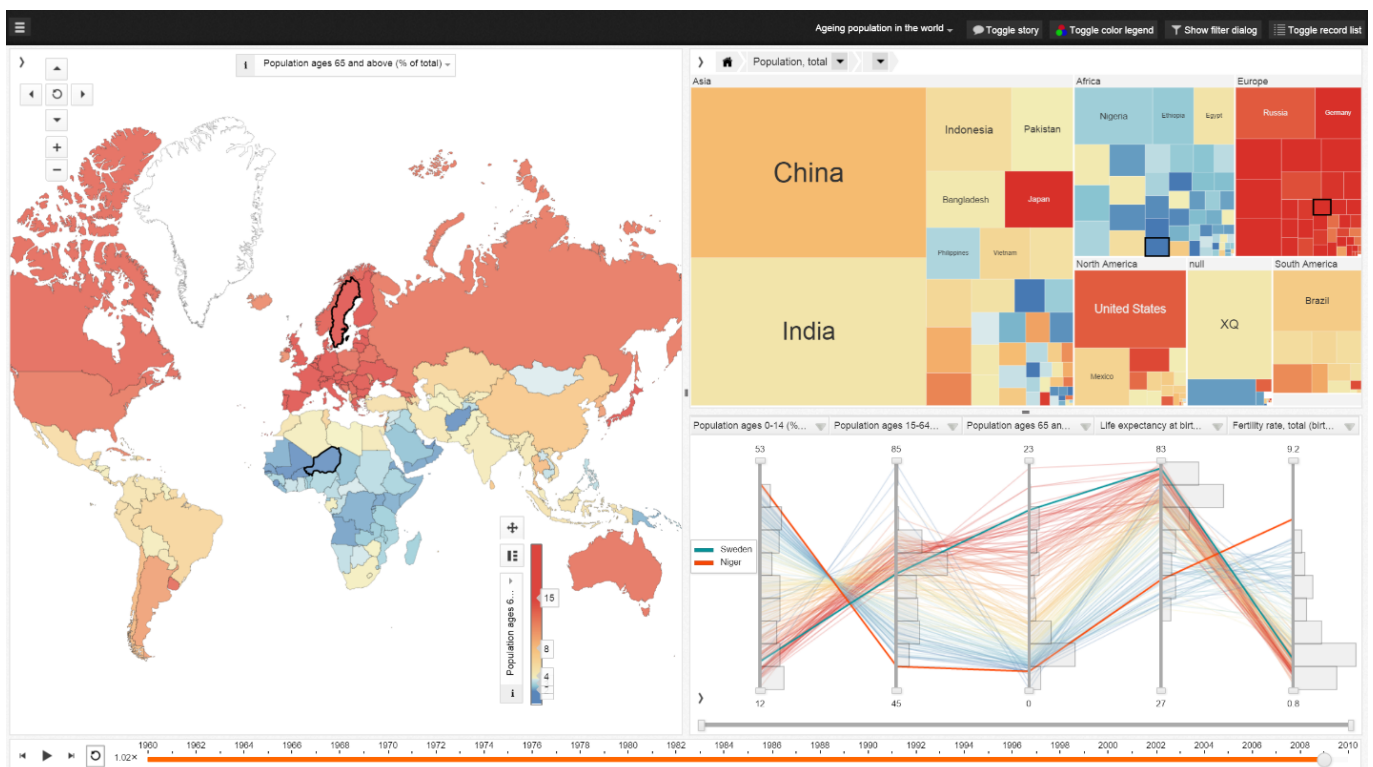 Ageing population in the world
Toggle story
Toggle color legend
Show filter dialog
Toggle record list
i Population ages 65 and above (% of total)
15
8
4
Population ages 6...
i
Population, total
Asia
China
India
Indonesia
Pakistan
Bangladesh
Japan
Philippines
Vietnam
Africa
Nigeria
Ethiopia
Egypt
Europe
Russia
Germany
North America
United States
Mexico
null
XQ
South America
Brazil
Population ages 0-14 (%...
Population ages 15-64...
Population ages 65 an...
Life expectancy at birt...
Fertility rate, total (birt...
53 85 23 83 9.2
Sweden
Niger
12 45 0 27 0.8
1.02×
1960 1962 1964 1966 1968 1970 1972 1974 1976 1978 1980 1982 1984 1986 1988 1990 1992 1994 1996 1998 2000 2002 2004 2006 2008 2010